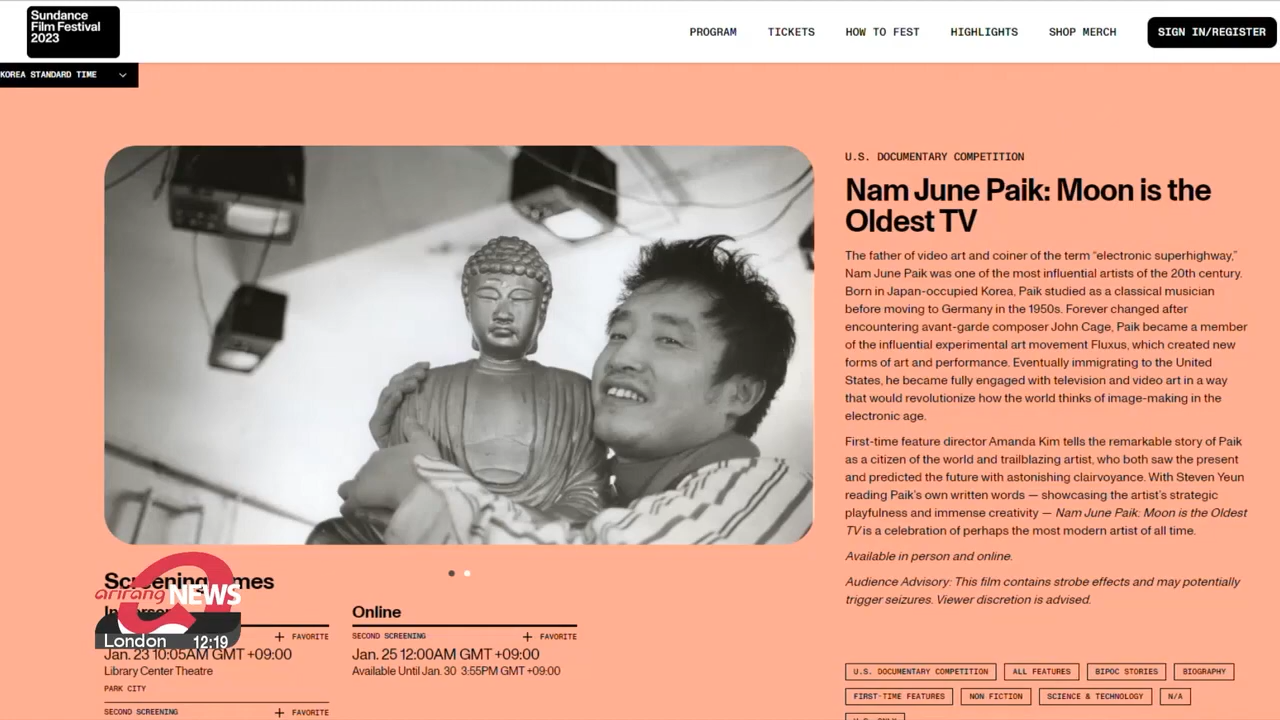 Sundance
Film Festival
2023
PROGRAM
TICKETS
HOW TO FEST
HIGHLIGHTS
SHOP MERCH
SIGN IN/REGISTER
KOREA STANDARD TIME
U.S. DOCUMENTARY COMPETITION
Nam June Paik: Moon is the
Oldest TV
The father of video art and coiner of the term “electronic superhighway,”
Nam June Paik was one of the most influential artists of the 20th century.
Born in Japan-occupied Korea, Paik studied as a classical musician
before moving to Germany in the 1950s. Forever changed after
encountering avant-garde composer John Cage, Paik became a member
of the influential experimental art movement Fluxus, which created new
forms of art and performance. Eventually immigrating to the United
States, he became fully engaged with television and video art in a way
that would revolutionize how the world thinks of image-making in the
electronic age.
First-time feature director Amanda Kim tells the remarkable story of Paik
as a citizen of the world and trailblazing artist, who both saw the present
and predicted the future with astonishing clairvoyance. With Steven Yeun
reading Paik’s own written words — showcasing the artist’s strategic
playfulness and immense creativity — Nam June Paik: Moon is the Oldest
TV is a celebration of perhaps the most modern artist of all time.
Available in person and online.
Audience Advisory: This film contains strobe effects and may potentially
trigger seizures. Viewer discretion is advised.
U.S. DOCUMENTARY COMPETITION
ALL FEATURES
BIPOC STORIES
BIOGRAPHY
FIRST-TIME FEATURES
NON FICTION
SCIENCE & TECHNOLOGY
N/A
Screening Times
arirang NEWS
London 12:19
FAVORITE
Jan. 23 10:05AM GMT +09:00
Library Center Theatre
PARK CITY
SECOND SCREENING
FAVORITE
Online
SECOND SCREENING
FAVORITE
Jan. 25 12:00AM GMT +09:00
Available Until Jan. 30 3:55PM GMT +09:00